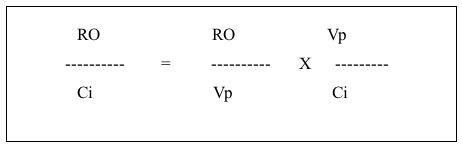 RO RO Vp
---------- = ---------- X ---------
Ci Vp Ci